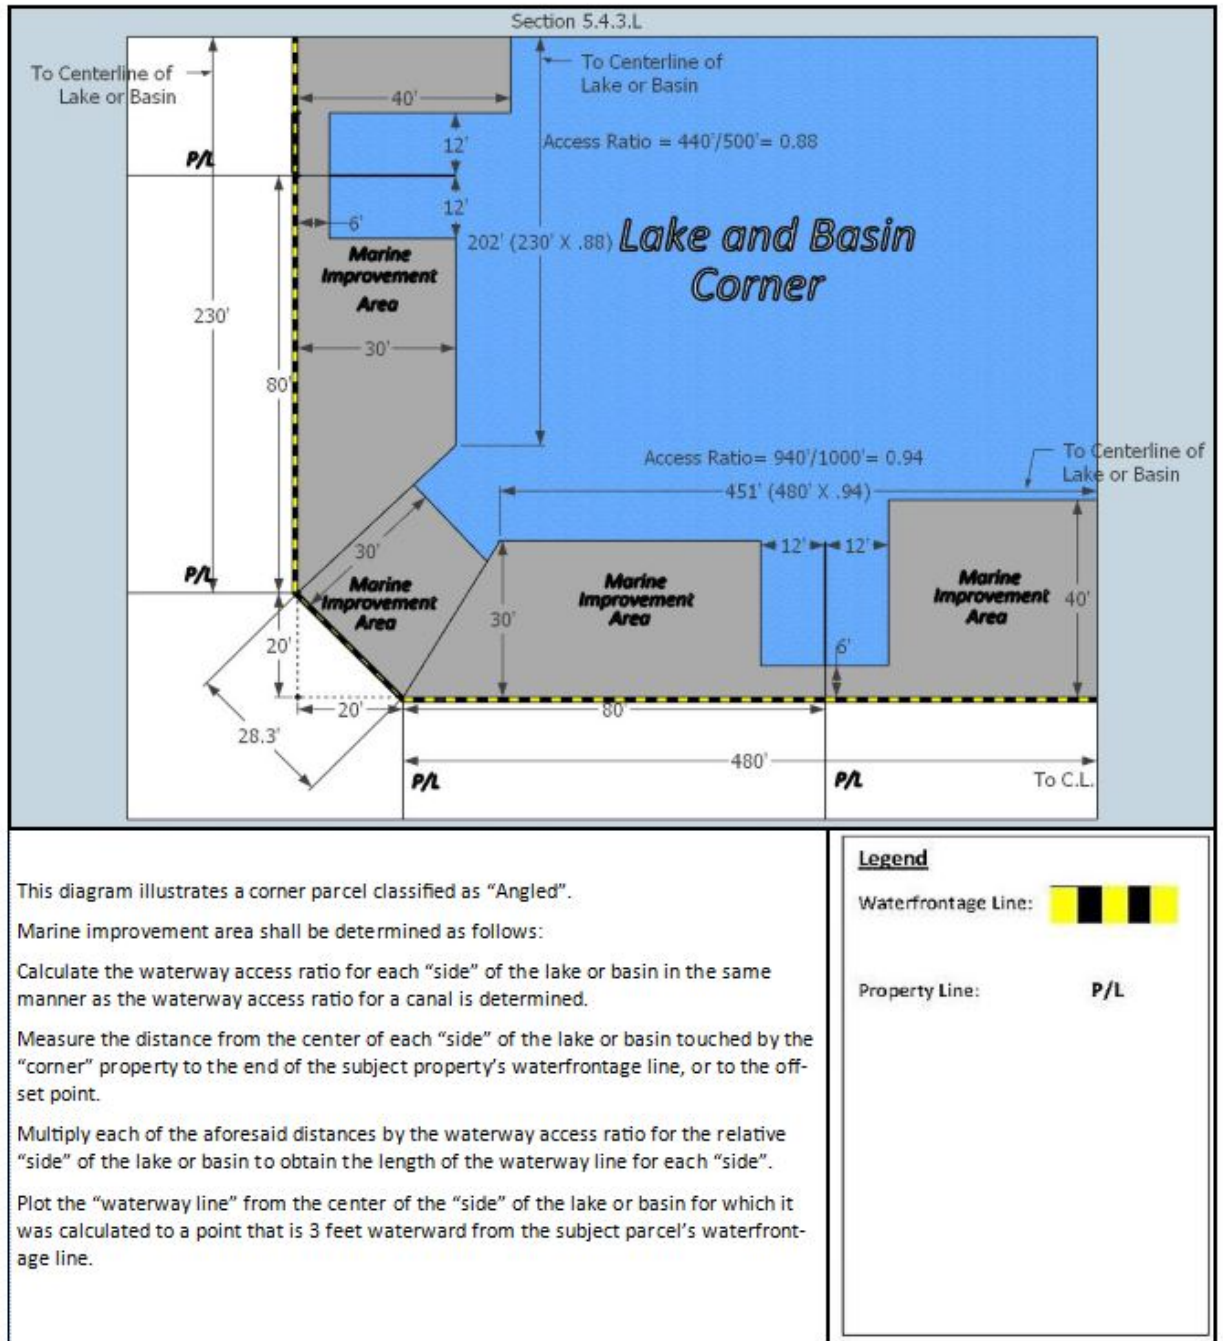 Section 5.4.3.L
To Centerline of
Lake or Basin
To Centerline of
Lake or Basin
40'
12'
Access Ratio = 440'/500'= 0.88
P/L
12'
6'
202' (230' X .88)
Lake and Basin
Corner
Marine
Improvement
Area
230'
30'
80'
To Centerline of
Lake or Basin
Access Ratio= 940'/1000'= 0.94
451' (480' X .94)
30'
12'
12'
P/L
Marine
Improvement
Area
Marine
Improvement
Area
Marine
Improvement
Area
40'
30'
20'
6'
20'
80'
28.3'
480'
P/L
P/L
To C.L.
This diagram illustrates a corner parcel classified as “Angled”.
Marine improvement area shall be determined as follows:
Calculate the waterway access ratio for each “side” of the lake or basin in the same
manner as the waterway access ratio for a canal is determined.
Measure the distance from the center of each “side” of the lake or basin touched by the
“corner” property to the end of the subject property’s waterfrontage line, or to the off-
set point.
Multiply each of the aforesaid distances by the waterway access ratio for the relative
“side” of the lake or basin to obtain the length of the waterway line for each “side”.
Plot the “waterway line” from the center of the “side” of the lake or basin for which it
was calculated to a point that is 3 feet waterward from the subject parcel’s waterfront-
age line.
Legend
Waterfrontage Line:
Property Line: P/L